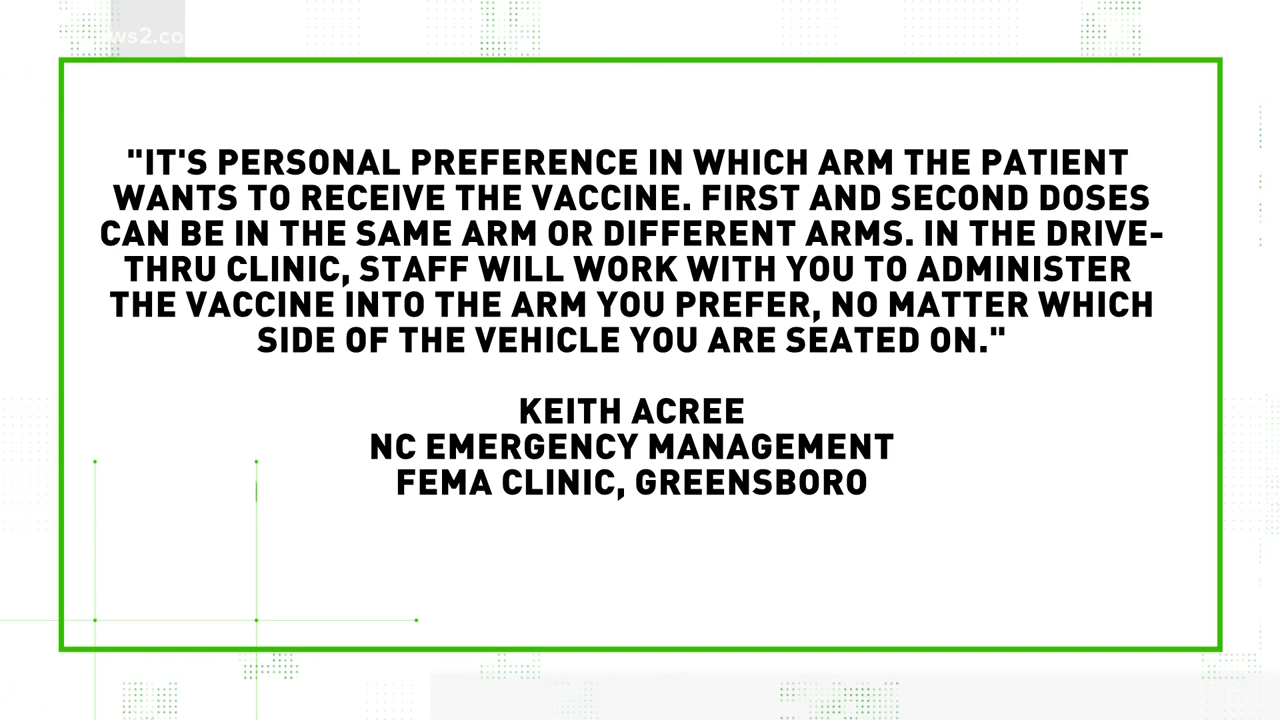 ws2.co
"IT'S PERSONAL PREFERENCE IN WHICH ARM THE PATIENT
WANTS TO RECEIVE THE VACCINE. FIRST AND SECOND DOSES
CAN BE IN THE SAME ARM OR DIFFERENT ARMS. IN THE DRIVE-
THRU CLINIC, STAFF WILL WORK WITH YOU TO ADMINISTER
THE VACCINE INTO THE ARM YOU PREFER, NO MATTER WHICH
SIDE OF THE VEHICLE YOU ARE SEATED ON."
KEITH ACREE
NC EMERGENCY MANAGEMENT
FEMA CLINIC, GREENSBORO